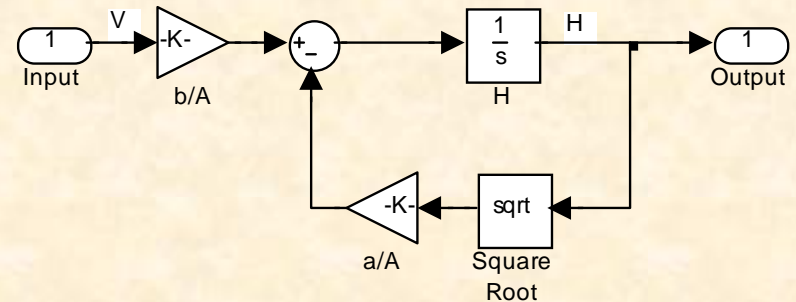 1
V
-K-
+
−
1
s
H
1
Input
b/A
H
Output
-K-
sqrt
a/A
Square
Root